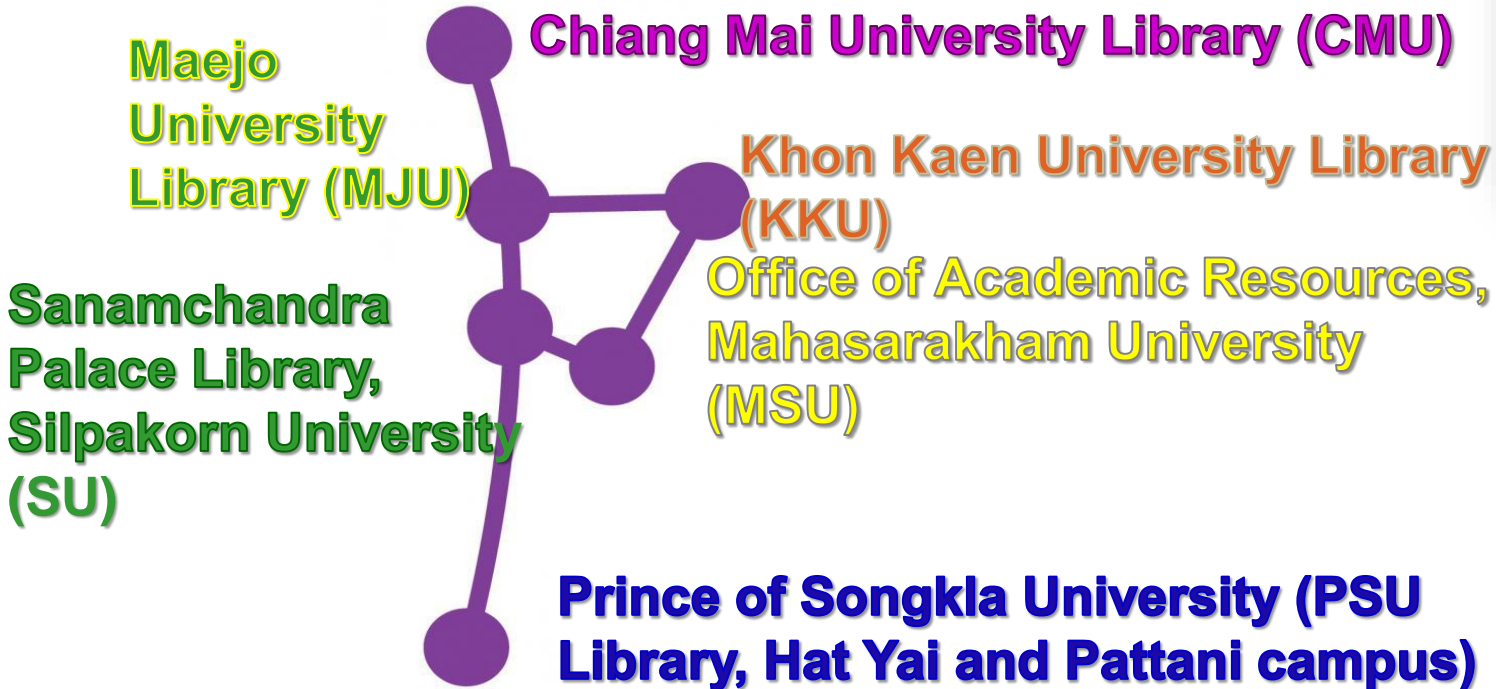 Chiang Mai University Library (CMU)
Maejo
University
Library (MJU)
Khon Kaen University Library
(KKU)
Office of Academic Resources,
Mahasarakham University
(MSU)
Sanamchandra
Palace Library,
Silpakorn University
(SU)
Prince of Songkla University (PSU
Library, Hat Yai and Pattani campus)